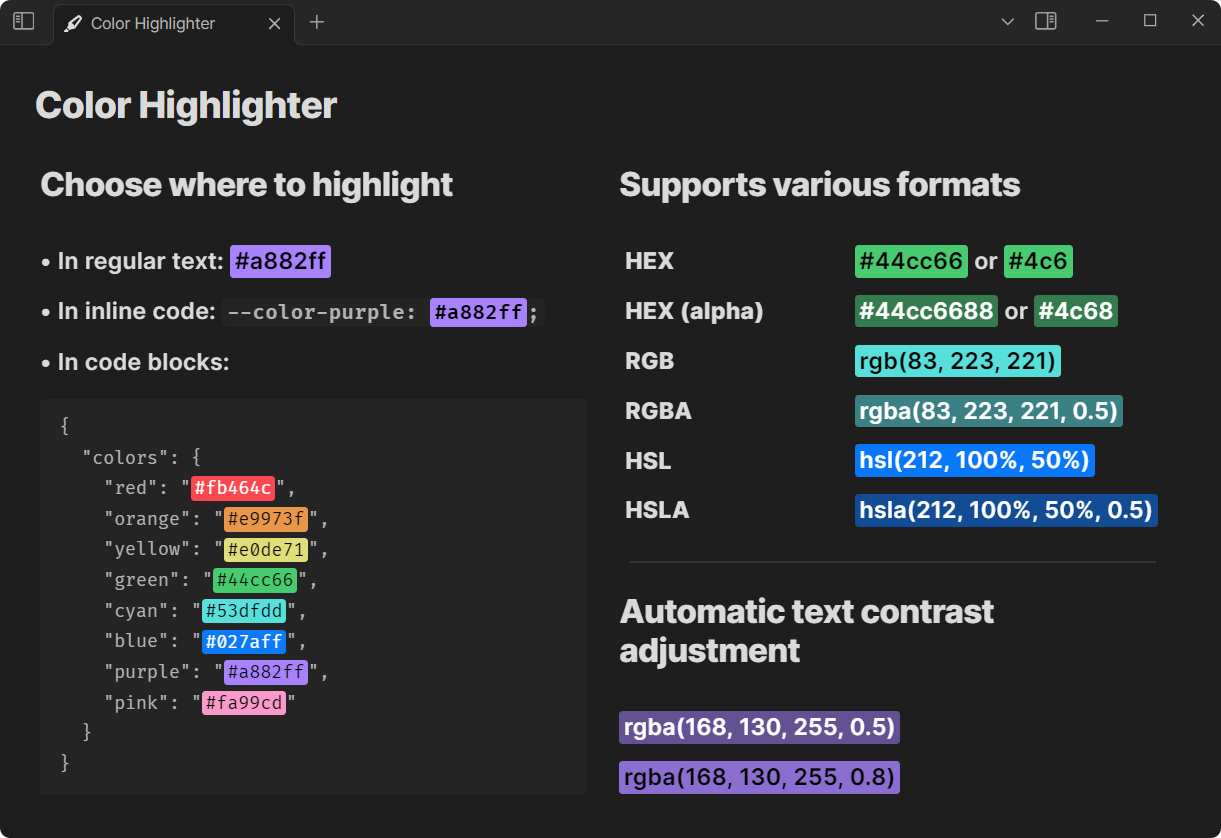 Color Highlighter
Color Highlighter
Choose where to highlight
• In regular text: #a882ff
• In inline code: --color-purple: #a882ff;
• In code blocks:
{
  "colors": {
    "red": "#fb464c",
    "orange": "#e9973f",
    "yellow": "#e0de71",
    "green": "#44cc66",
    "cyan": "#53dfdd",
    "blue": "#027aff",
    "purple": "#a882ff",
    "pink": "#fa99cd"
  }
}
Supports various formats
HEX #44cc66 or #4c6
HEX (alpha) #44cc6688 or #4c68
RGB rgb(83, 223, 221)
RGBA rgba(83, 223, 221, 0.5)
HSL hsl(212, 100%, 50%)
HSLA hsla(212, 100%, 50%, 0.5)
Automatic text contrast
adjustment
rgba(168, 130, 255, 0.5)
rgba(168, 130, 255, 0.8)